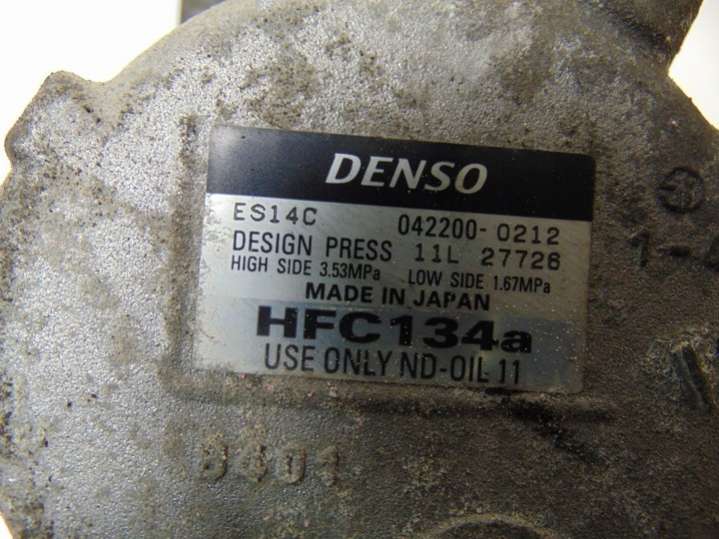 DENSO
ES14C 042200-0212
DESIGN PRESS 11L 27726
HIGH SIDE 3.53MPa LOW SIDE 1.67MPa
MADE IN JAPAN
HFC134a
USE ONLY ND-OIL 11